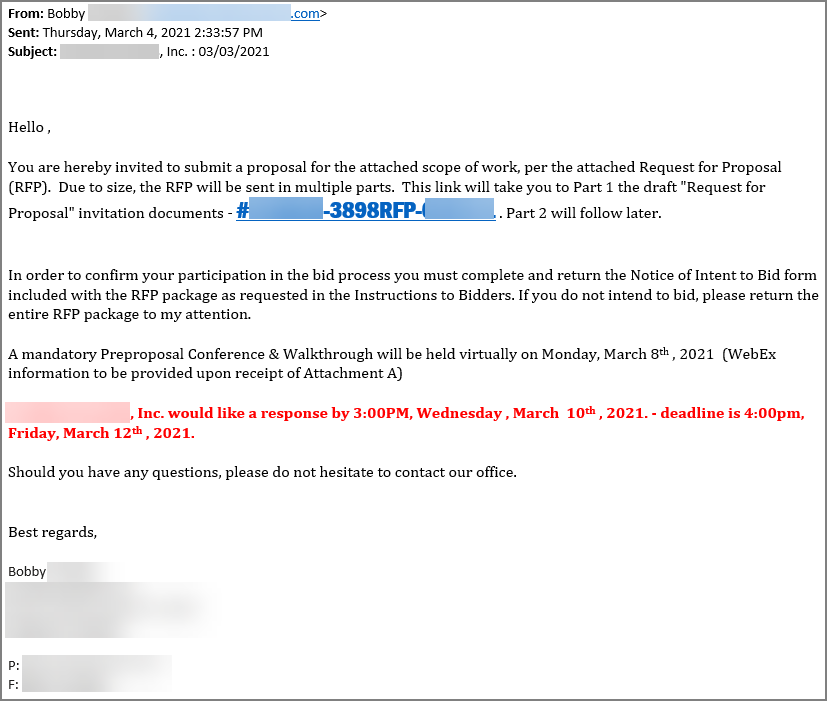 From: Bobby .com>
Sent: Thursday, March 4, 2021 2:33:57 PM
Subject: , Inc. : 03/03/2021
Hello ,
You are hereby invited to submit a proposal for the attached scope of work, per the attached Request for Proposal
(RFP).  Due to size, the RFP will be sent in multiple parts.  This link will take you to Part 1 the draft "Request for
Proposal" invitation documents - # -3898RFP- . . Part 2 will follow later.
In order to confirm your participation in the bid process you must complete and return the Notice of Intent to Bid form
included with the RFP package as requested in the Instructions to Bidders. If you do not intend to bid, please return the
entire RFP package to my attention.
A mandatory Preproposal Conference & Walkthrough will be held virtually on Monday, March 8th , 2021  (WebEx
information to be provided upon receipt of Attachment A)
, Inc. would like a response by 3:00PM, Wednesday , March  10th , 2021. - deadline is 4:00pm,
Friday, March 12th , 2021.
Should you have any questions, please do not hesitate to contact our office.
Best regards,
Bobby
P:
F: